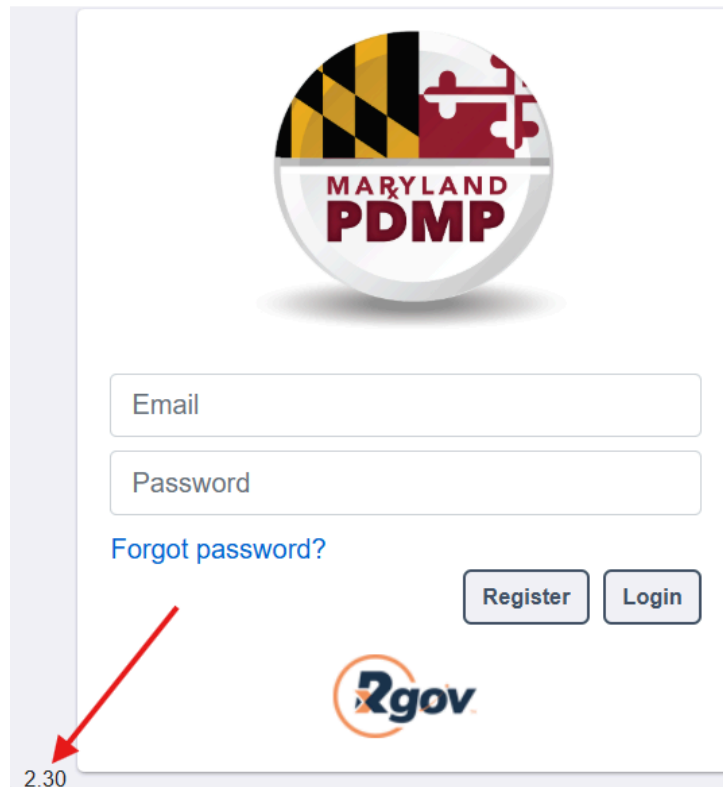 MARYLAND
PDMP
Email
Password
Forgot password?
Register Login
Rgov
2.30